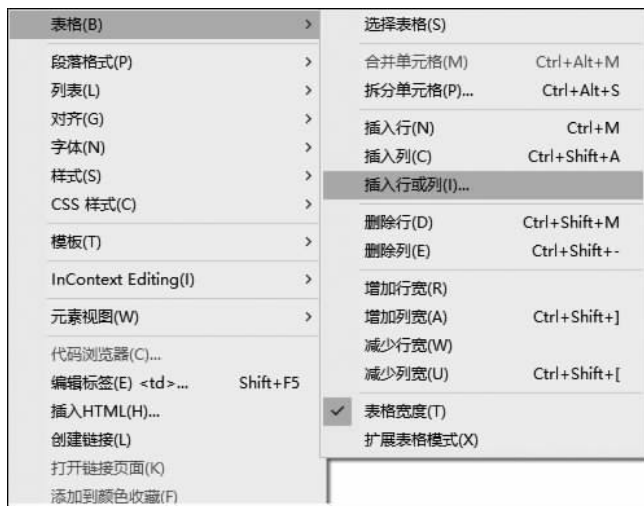 表格(B) >
段落格式(P) >
列表(L) >
对齐(G) >
字体(N) >
样式(S) >
CSS 样式(C) >
模板(T) >
InContext Editing(I) >
元素视图(W) >
代码浏览器(C)...
编辑标签(E) <td>... Shift+F5
插入HTML(H)...
创建链接(L)
打开链接页面(K)
添加到颜色收藏(F)
选择表格(S)
合并单元格(M) Ctrl+Alt+M
拆分单元格(P)... Ctrl+Alt+S
插入行(N) Ctrl+M
插入列(C) Ctrl+Shift+A
插入行或列(I)...
删除行(D) Ctrl+Shift+M
删除列(E) Ctrl+Shift+-
增加行宽(R)
增加列宽(A) Ctrl+Shift+]
减少行宽(W)
减少列宽(U) Ctrl+Shift+[
表格宽度(T)
扩展表格模式(X)